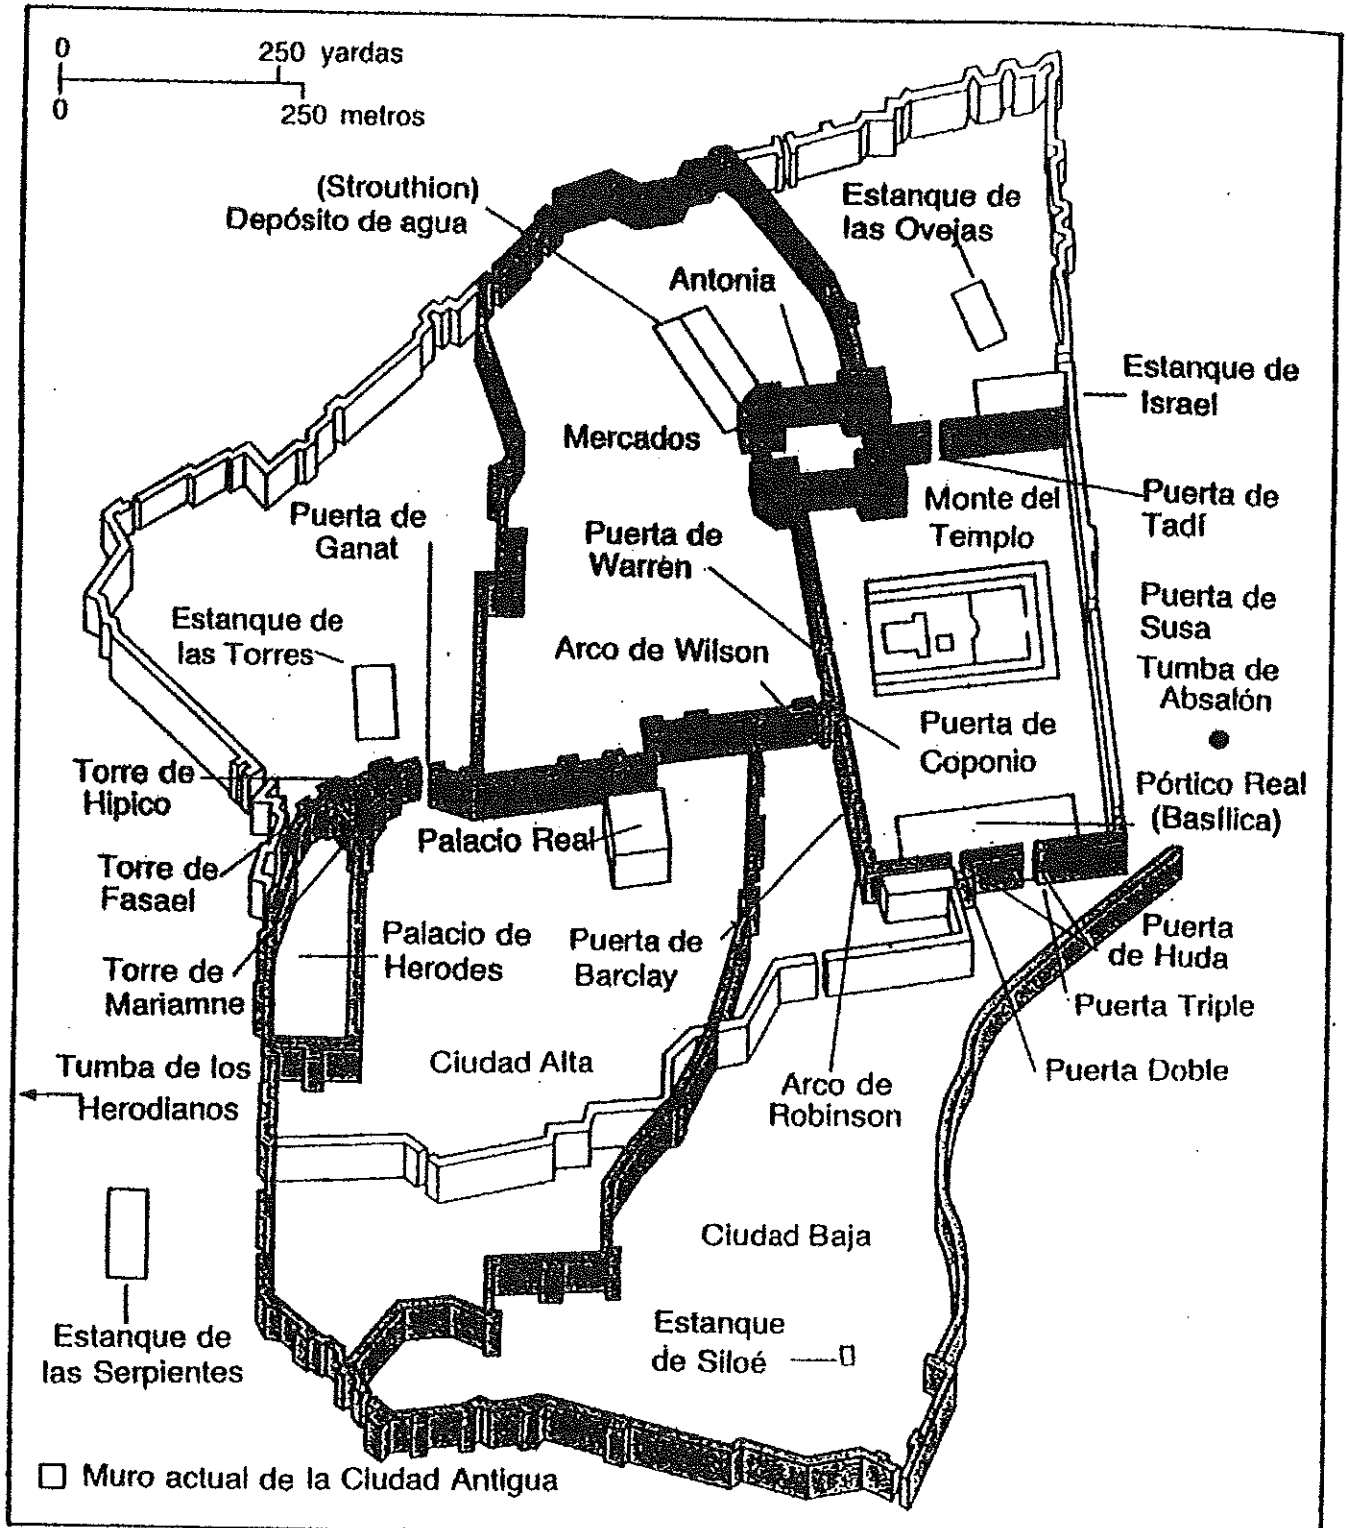 0 250 yardas
0 250 metros
(Strouthion)
Depósito de agua
Estanque de
las Ovejas
Antonia
Estanque de
Israel
Mercados
Puerta de
Ganat
Puerta de
Warrèn
Monte del
Templo
Puerta de
Tadí
Puerta de
Susa
Estanque de
las Torres
Arco de Wilson
Tumba de
Absalón
Puerta de
Coponio
Torre de
Hipico
Palacio Real
Pórtico Real
(Basílica)
Torre de
Fasael
Palacio de
Herodes
Puerta de
Barclay
Puerta
de Huda
Torre de
Mariamne
Puerta Triple
Tumba de los
Herodianos
Ciudad Alta
Arco de
Robinson
Puerta Doble
Ciudad Baja
Estanque de
las Serpientes
Estanque
de Siloé
Muro actual de la Ciudad Antigua